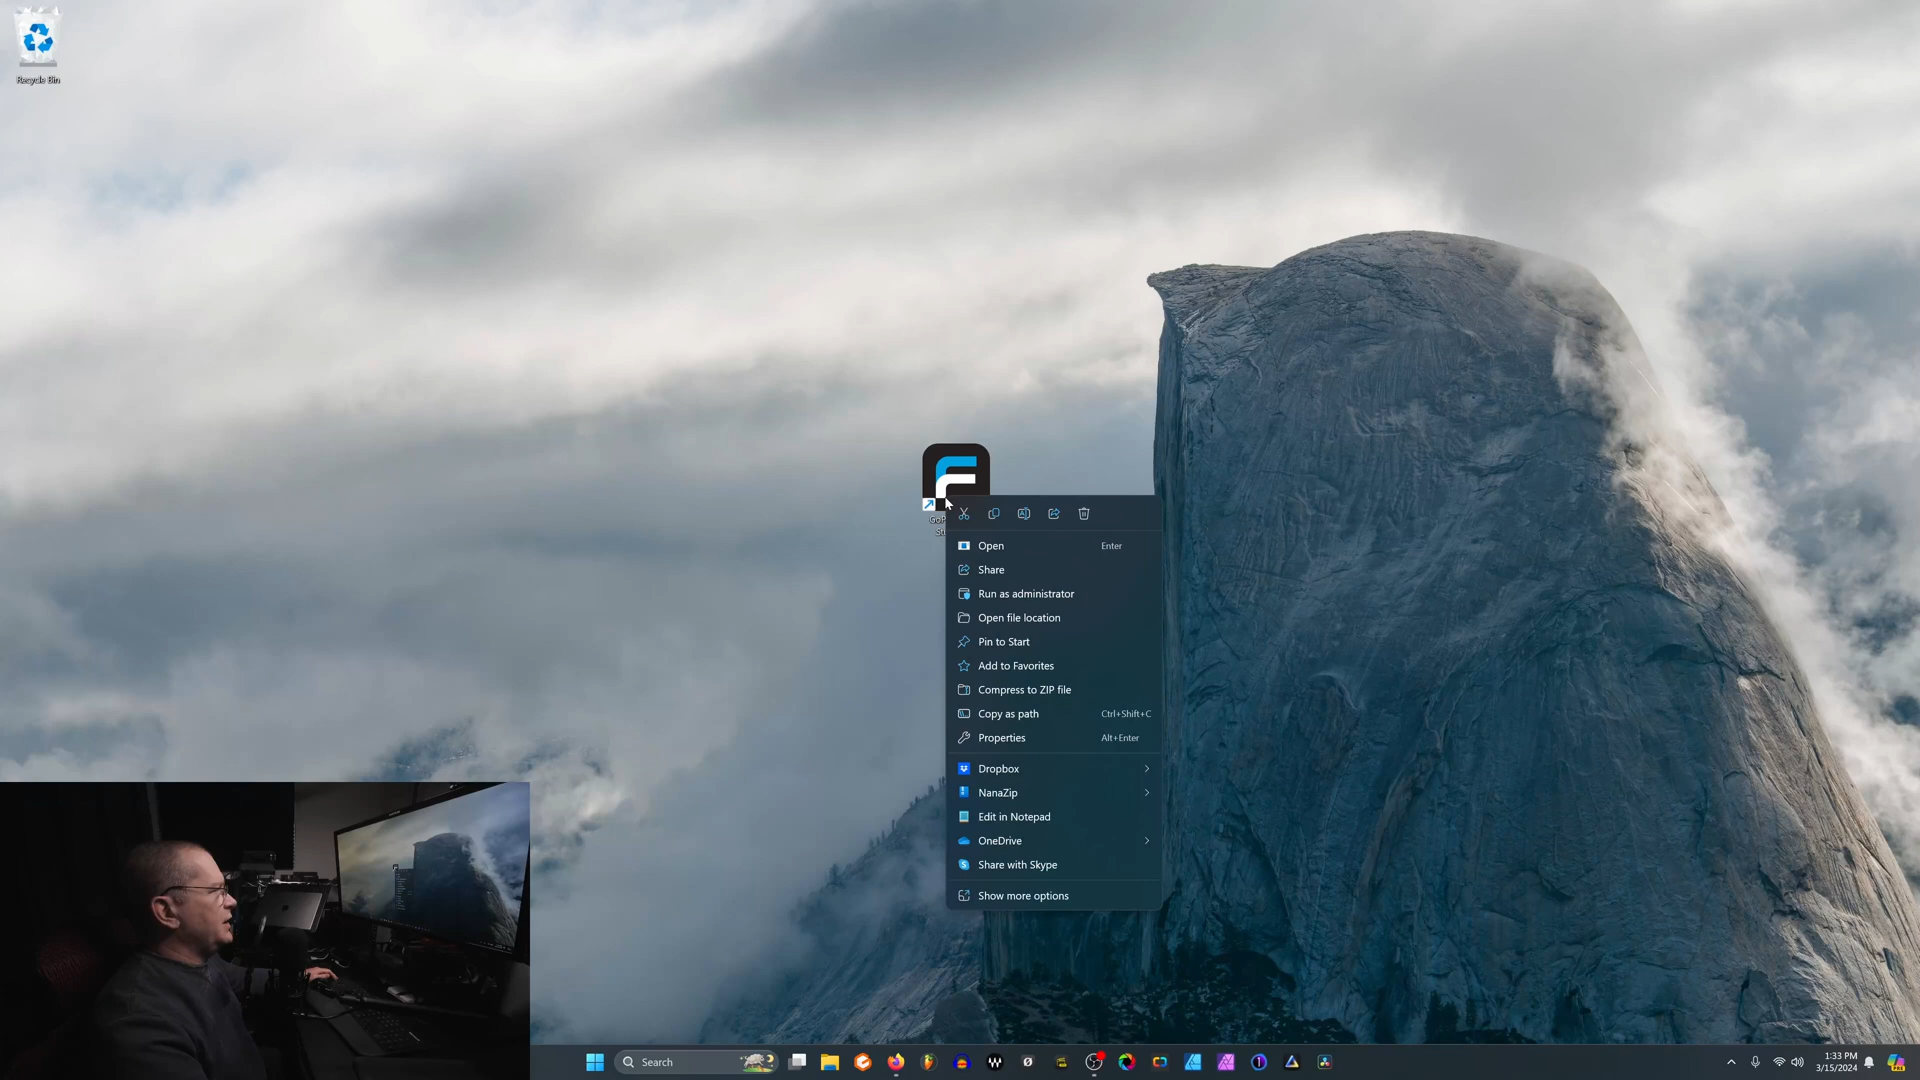 Recycle Bin
Open Enter
Share
Run as administrator
Open file location
Pin to Start
Add to Favorites
Compress to ZIP file
Copy as path Ctrl+Shift+C
Properties Alt+Enter
Dropbox
NanaZip
Edit in Notepad
OneDrive
Share with Skype
Show more options
Search
1:33 PM
3/15/2024